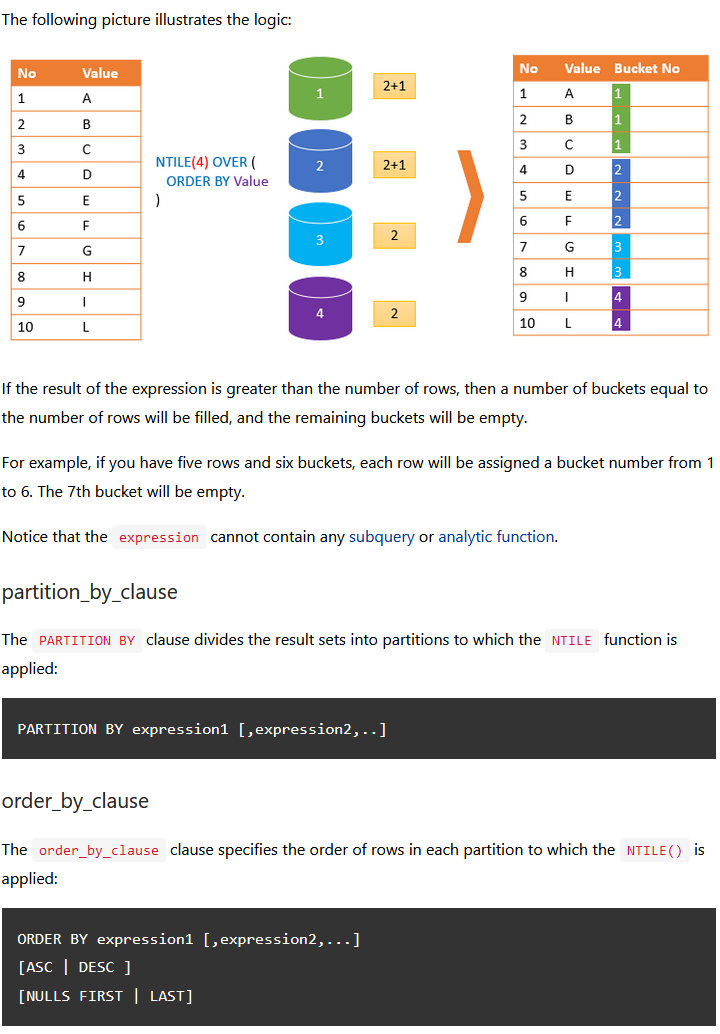 The following picture illustrates the logic:
No Value
1 A
2 B
3 C
4 D
5 E
6 F
7 G
8 H
9 I
10 L
NTILE(4) OVER (
ORDER BY Value
)
1 2+1
2 2+1
3 2
4 2
No Value Bucket No
1 A 1
2 B 1
3 C 1
4 D 2
5 E 2
6 F 2
7 G 3
8 H 3
9 I 4
10 L 4
If the result of the expression is greater than the number of rows, then a number of buckets equal to
the number of rows will be filled, and the remaining buckets will be empty.
For example, if you have five rows and six buckets, each row will be assigned a bucket number from 1
to 6. The 7th bucket will be empty.
Notice that the expression cannot contain any subquery or analytic function.
partition_by_clause
The PARTITION BY clause divides the result sets into partitions to which the NTILE function is
applied:
PARTITION BY expression1 [,expression2,..]
order_by_clause
The order_by_clause clause specifies the order of rows in each partition to which the NTILE() is
applied:
ORDER BY expression1 [,expression2,...]
[ASC | DESC ]
[NULLS FIRST | LAST]